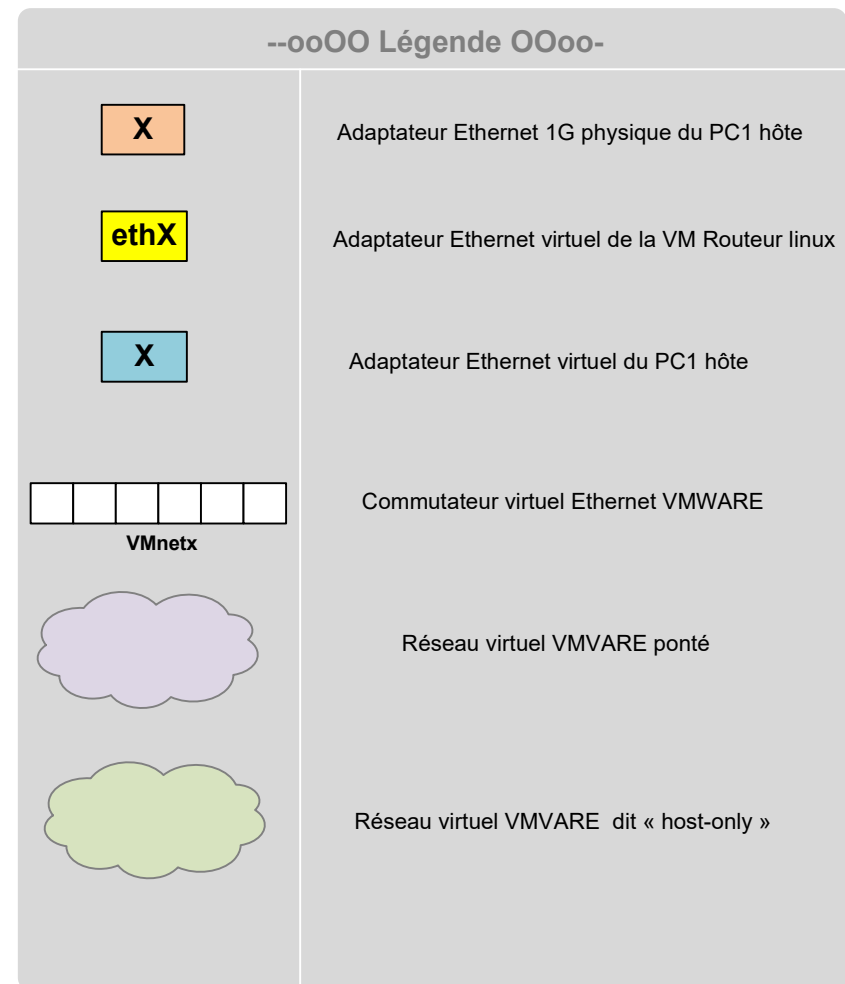 --ooOO Légende OOoo-
X
Adaptateur Ethernet 1G physique du PC1 hôte
ethX
Adaptateur Ethernet virtuel de la VM Routeur linux
X
Adaptateur Ethernet virtuel du PC1 hôte
Commutateur virtuel Ethernet VMWARE
VMnetx
Réseau virtuel VMVARE ponté
Réseau virtuel VMVARE dit « host-only »